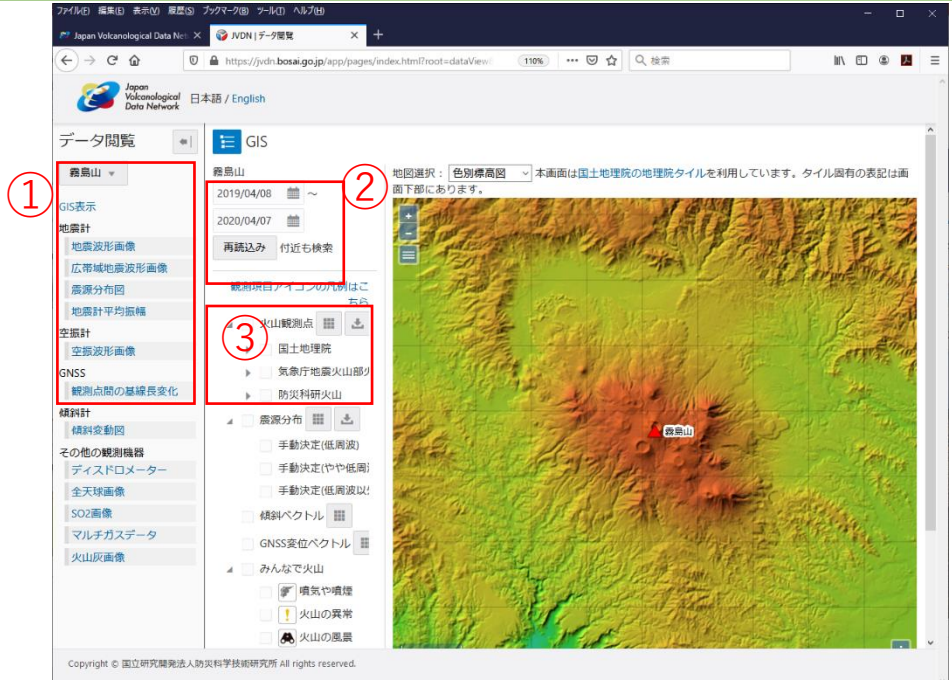 ファイル(F) 編集(E) 表示(V) 履歴(S) ブックマーク(B) ツール(T) ヘルプ(H)
Japan Volcanological Data Net
JVDN | データ閲覧
https://jvdn.bosai.go.jp/app/pages/index.html?root=dataView/
110%
検索
Japan
Volcanological
Data Network
日本語 / English
データ閲覧
GIS
①
霧島山
GIS表示
地震計
地震波形画像
広帯域地震波形画像
震源分布図
地震計平均振幅
空振計
空振波形画像
GNSS
観測点間の基線長変化
傾斜計
傾斜変動図
その他の観測機器
ディスドロメーター
全天球画像
SO2画像
マルチガスデータ
火山灰画像
霧島山
②
2019/04/08 ～
2020/04/07
再読込み 付近も検索
観測項目アイコンの凡例はこ
ちら
③
火山観測点
国土地理院
気象庁地震火山部火
防災科研火山
震源分布
手動決定(低周波)
手動決定(やや低周波
手動決定(低周波以外
傾斜ベクトル
GNSS変位ベクトル
みんなで火山
噴気や噴煙
火山の異常
火山の風景
地図選択： 色別標高図 本画面は国土地理院の地理院タイルを利用しています。タイル固有の表記は画
面下部にあります。
霧島山
Copyright © 国立研究開発法人防災科学技術研究所 All rights reserved.